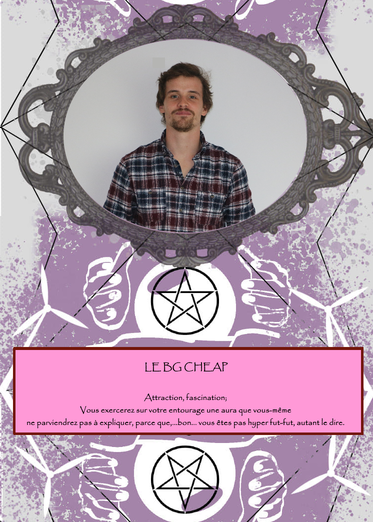 LE BG CHEAP
Attraction, fascination;
Vous exercerez sur votre entourage une aura que vous-même
ne parviendrez pas à expliquer, parce que,...bon... vous êtes pas hyper fut-fut, autant le dire.